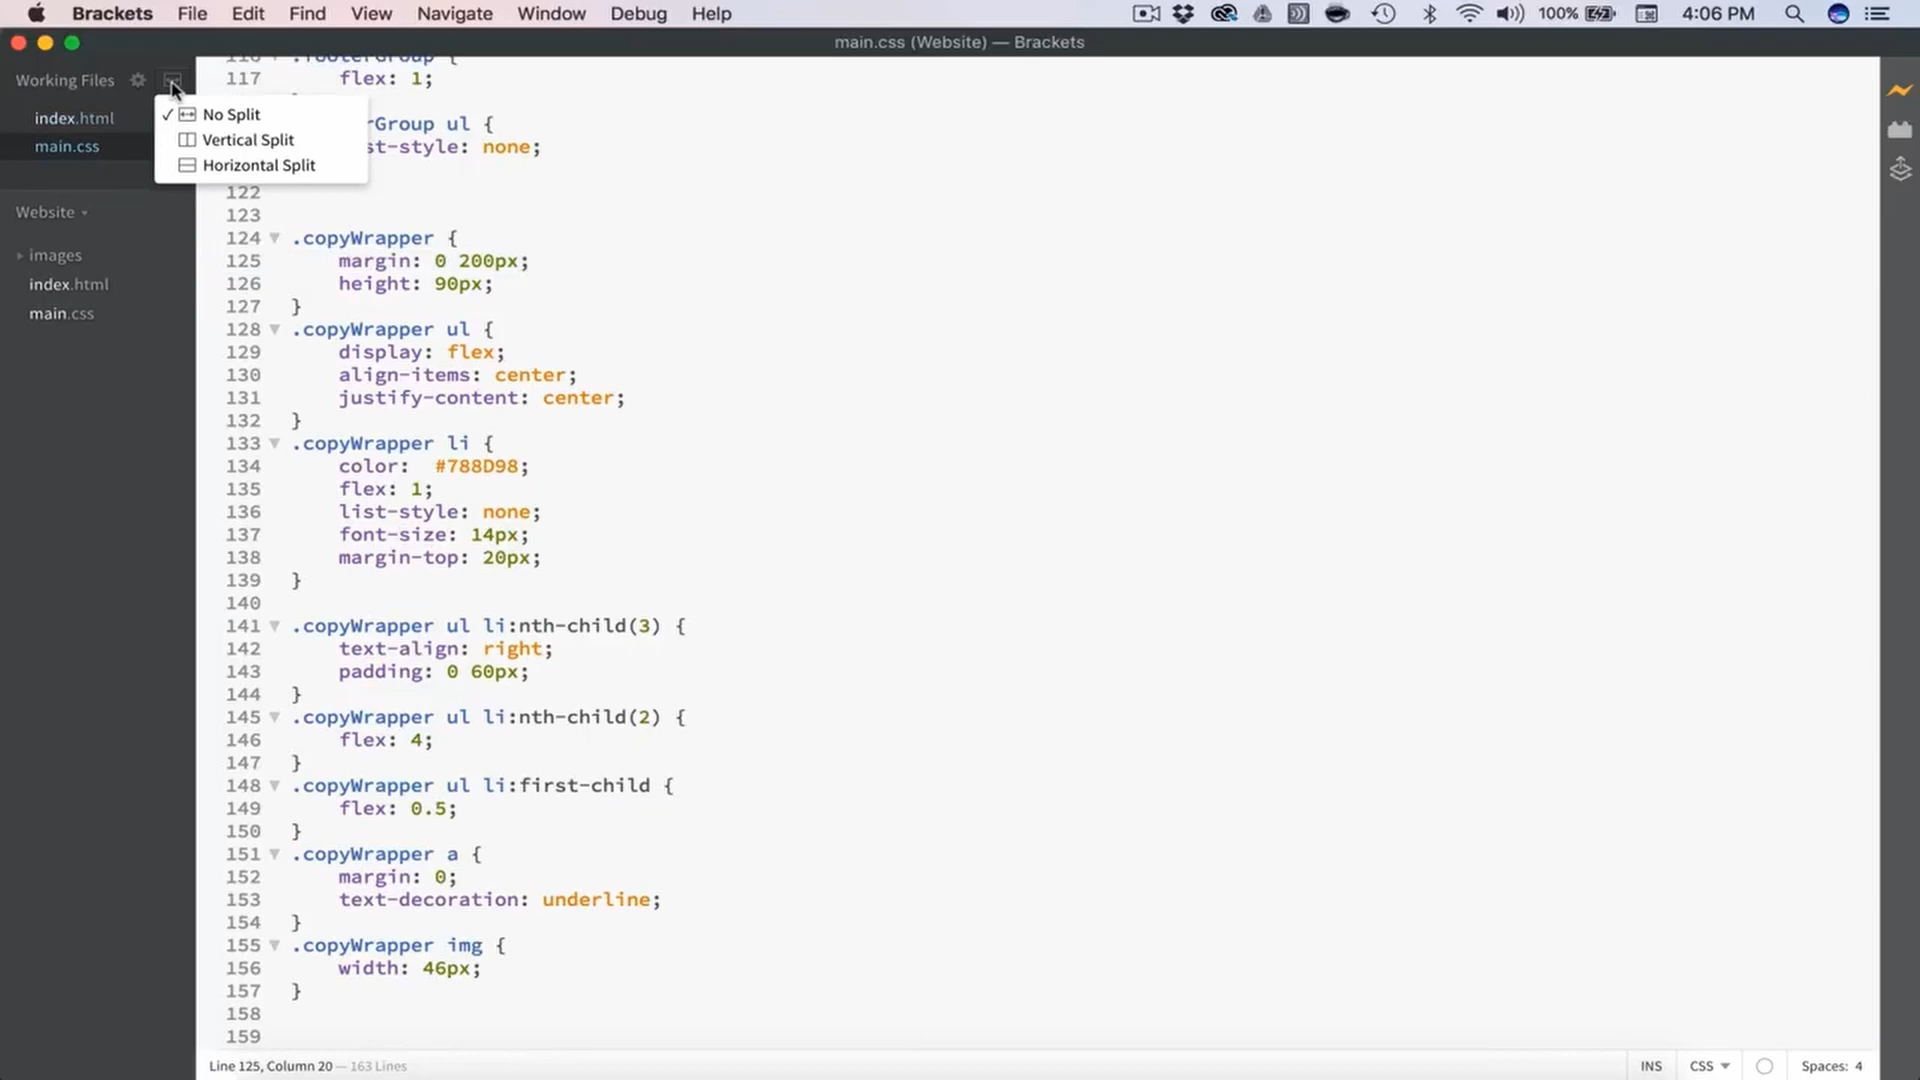 Brackets File Edit Find View Navigate Window Debug Help 100% 4:06 PM
main.css (Website) — Brackets
Working Files
index.html
main.css
No Split
Vertical Split
Horizontal Split
Website
images
index.html
main.css
116 .footerGroup {
117 flex: 1;
rGroup ul {
st-style: none;
122
123
124 .copyWrapper {
125 margin: 0 200px;
126 height: 90px;
127 }
128 .copyWrapper ul {
129 display: flex;
130 align-items: center;
131 justify-content: center;
132 }
133 .copyWrapper li {
134 color:  #788D98;
135 flex: 1;
136 list-style: none;
137 font-size: 14px;
138 margin-top: 20px;
139 }
140
141 .copyWrapper ul li:nth-child(3) {
142 text-align: right;
143 padding: 0 60px;
144 }
145 .copyWrapper ul li:nth-child(2) {
146 flex: 4;
147 }
148 .copyWrapper ul li:first-child {
149 flex: 0.5;
150 }
151 .copyWrapper a {
152 margin: 0;
153 text-decoration: underline;
154 }
155 .copyWrapper img {
156 width: 46px;
157 }
158
159
Line 125, Column 20 — 163 Lines
INS CSS Spaces: 4